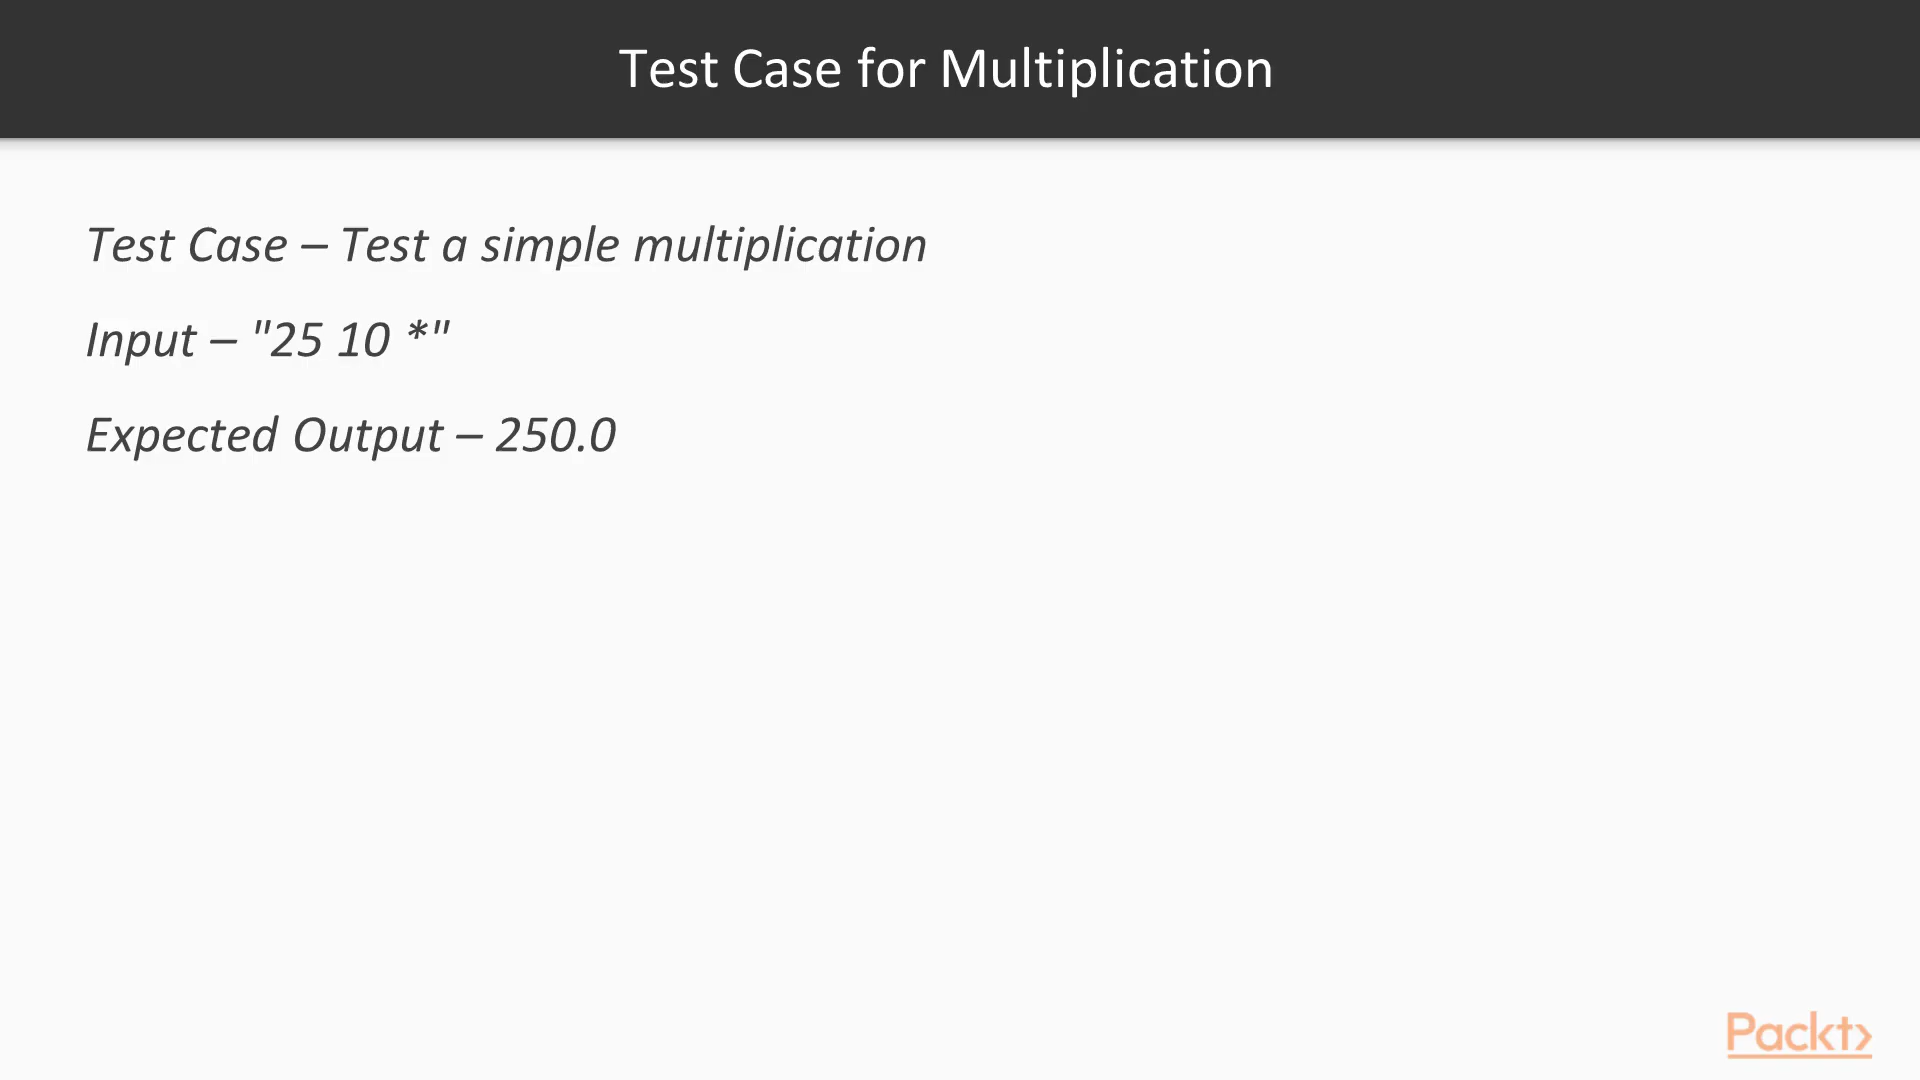 Test Case for Multiplication
Test Case – Test a simple multiplication
Input – "25 10 *"
Expected Output – 250.0
Packt